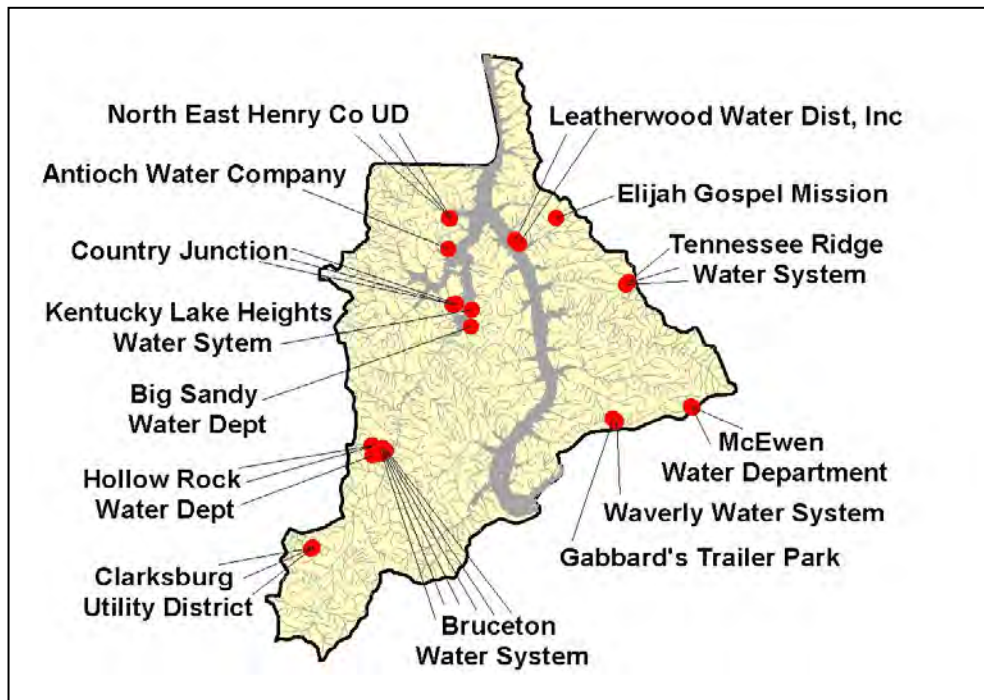 North East Henry Co UD
Leatherwood Water Dist, Inc
Antioch Water Company
Elijah Gospel Mission
Country Junction
Tennessee Ridge
Water System
Kentucky Lake Heights
Water Sytem
Big Sandy
Water Dept
McEwen
Water Department
Hollow Rock
Water Dept
Waverly Water System
Gabbard's Trailer Park
Clarksburg
Utility District
Bruceton
Water System